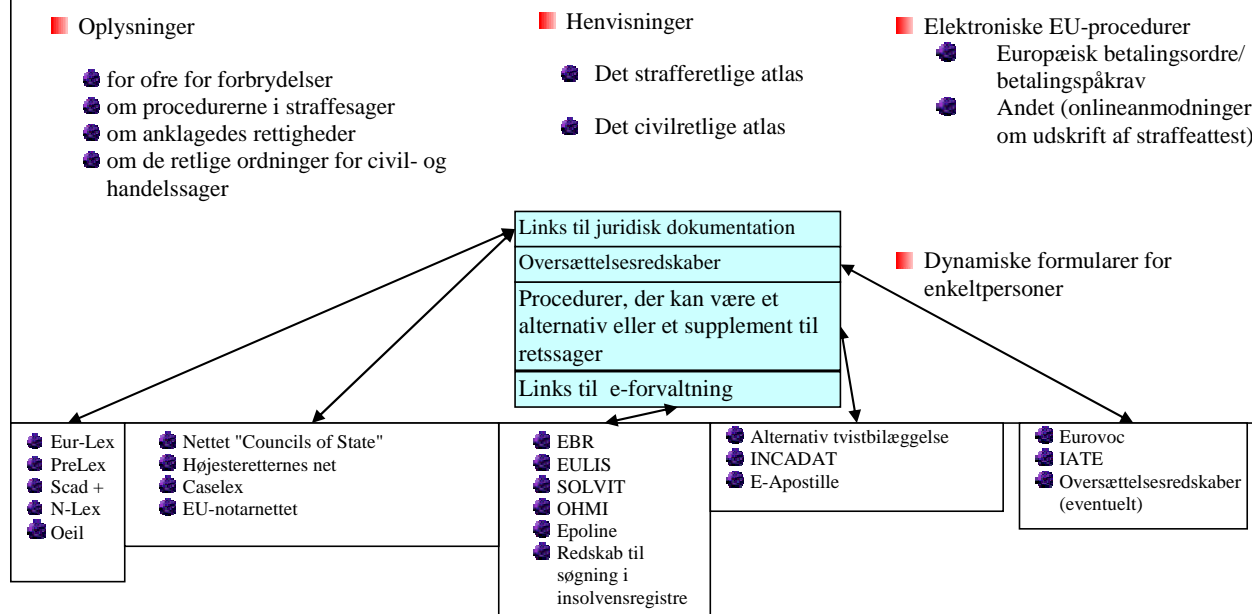 Oplysninger
for ofre for forbrydelser
om procedurerne i straffesager
om anklagedes rettigheder
om de retlige ordninger for civil- og
handelssager
Henvisninger
Det strafferetlige atlas
Det civilretlige atlas
Elektroniske EU-procedurer
Europæisk betalingsordre/
betalingspåkrav
Andet (onlineanmodninger
om udskrift af straffeattest)
Dynamiske formularer for
enkeltpersoner
Links til juridisk dokumentation
Oversættelsesredskaber
Procedurer, der kan være et
alternativ eller et supplement til
retssager
Links til e-forvaltning
Eur-Lex
PreLex
Scad +
N-Lex
Oeil
Nettet "Councils of State"
Højesteretternes net
Caselex
EU-notarnettet
EBR
EULIS
SOLVIT
OHMI
Epoline
Redskab til
søgning i
insolvensregistre
Alternativ tvistbilæggelse
INCADAT
E-Apostille
Eurovoc
IATE
Oversættelsesredskaber
(eventuelt)